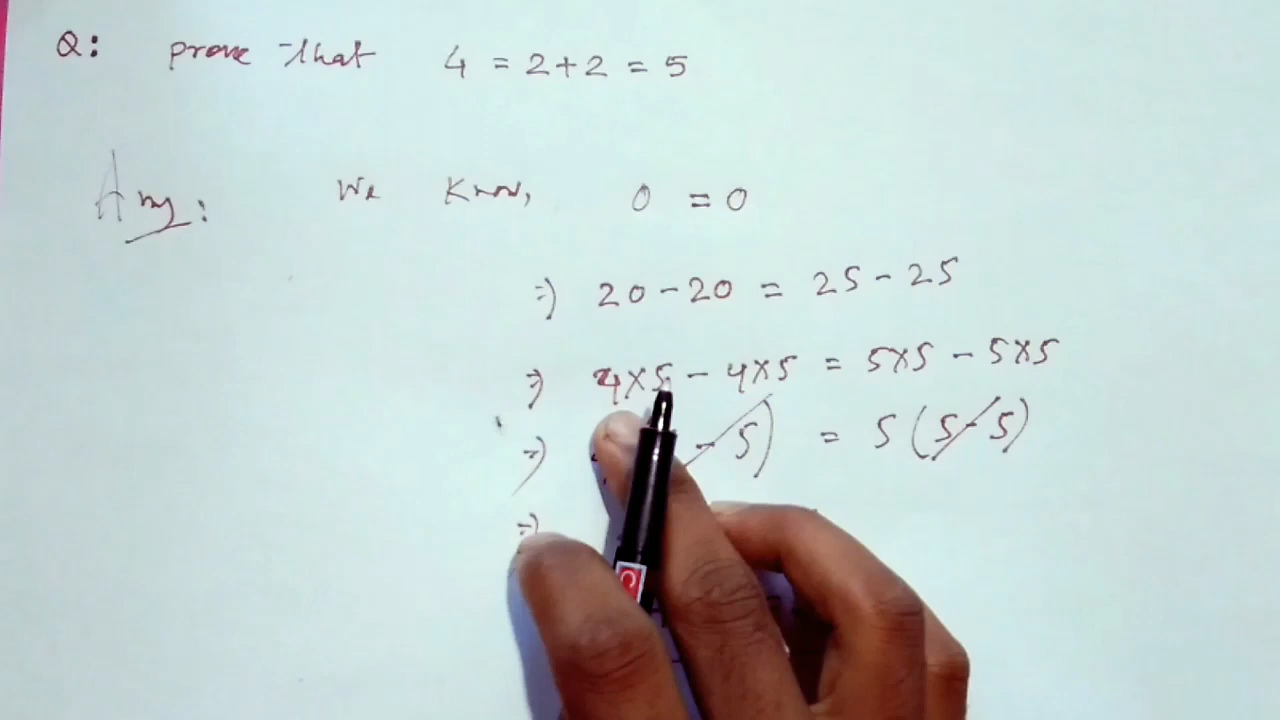 Q: prove that 4 = 2+2 = 5
Ans: We know, 0 = 0
=) 20 - 20 = 25 - 25
=) 4×5 - 4×5 = 5×5 - 5×5
=) - 5) = 5 (5 - 5)
=)
C